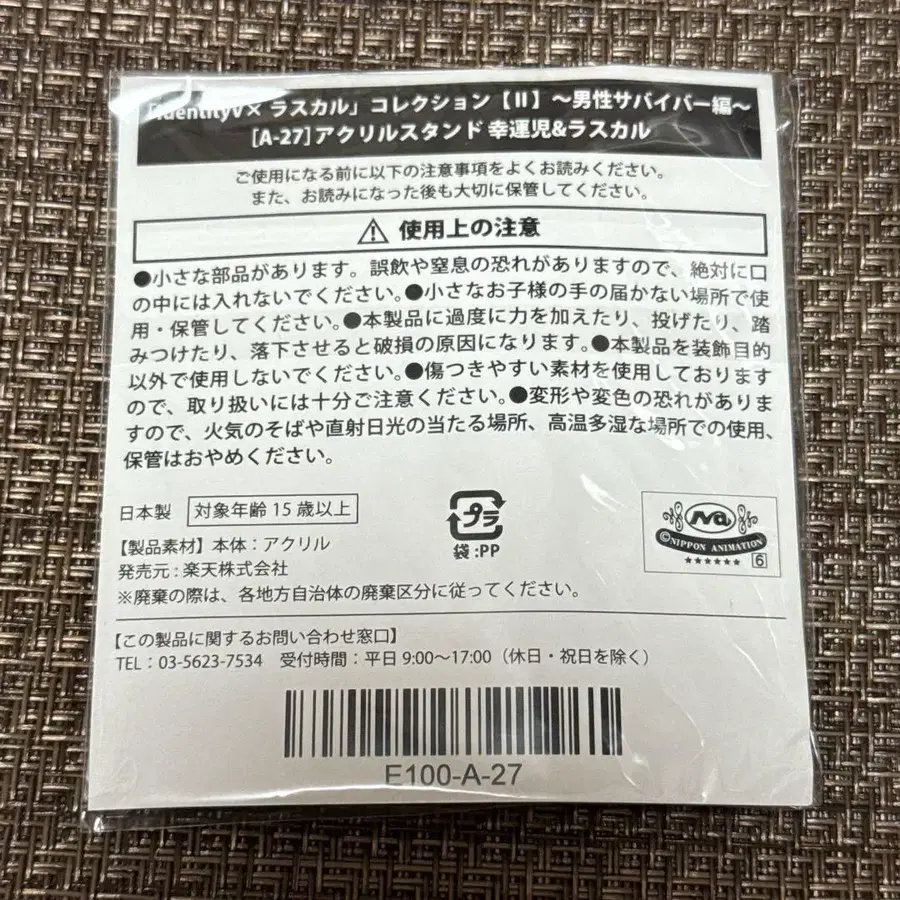 「IdentityV× ラスカル」コレクション【II】〜男性サバイバー編〜
[A-27]アクリルスタンド 幸運児&ラスカル
ご使用になる前に以下の注意事項をよくお読みください。
また、お読みになった後も大切に保管してください。
⚠ 使用上の注意
●小さな部品があります。誤飲や窒息の恐れがありますので、絶対に口
の中には入れないでください。●小さなお子様の手の届かない場所で使
用・保管してください。●本製品に過度に力を加えたり、投げたり、踏
みつけたり、落下させると破損の原因になります。●本製品を装飾目的
以外で使用しないでください。●傷つきやすい素材を使用しております
ので、取り扱いには十分ご注意ください。●変形や変色の恐れがありま
すので、火気のそばや直射日光の当たる場所、高温多湿な場所での使用、
保管はおやめください。
日本製 対象年齢 15 歳以上
【製品素材】本体：アクリル
発売元：楽天株式会社
※廃棄の際は、各地方自治体の廃棄区分に従ってください。
プラ
袋:PP
NA
©NIPPON ANIMATION
★★★★★★ 6
【この製品に関するお問い合わせ窓口】
TEL：03-5623-7534 受付時間：平日 9:00〜17:00（休日・祝日を除く）
E100-A-27